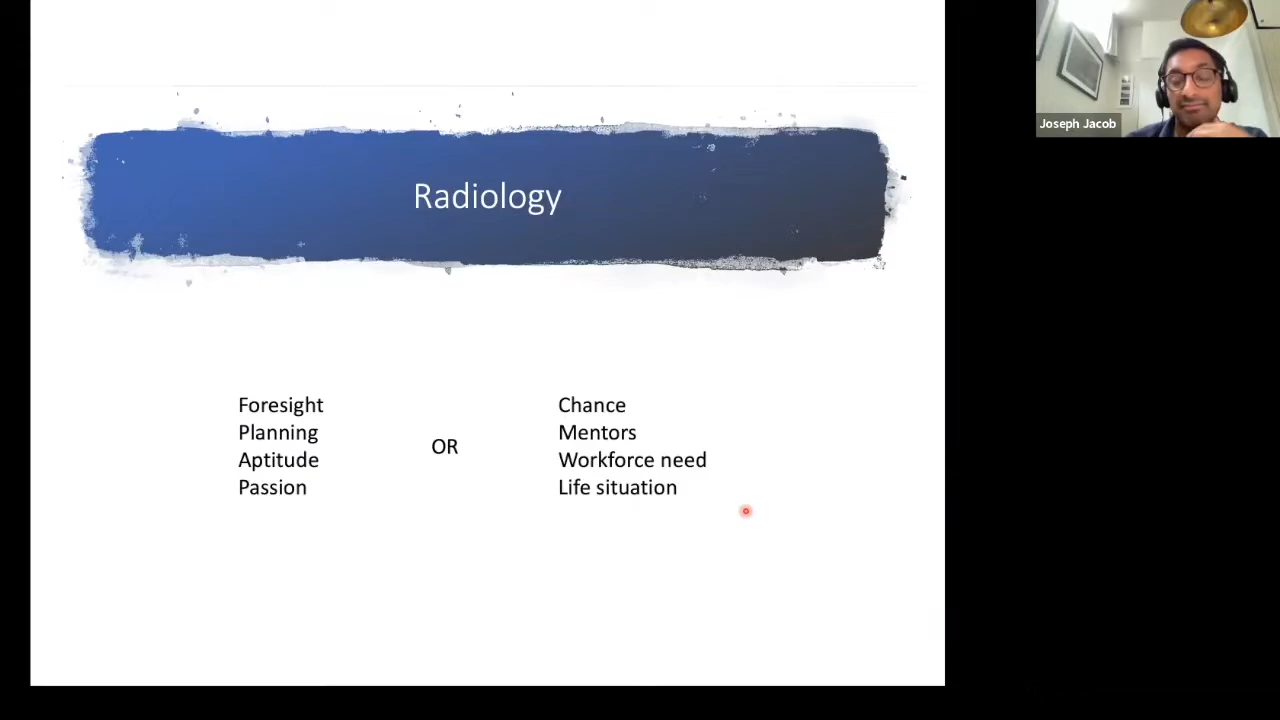 Joseph Jacob
Radiology
Foresight
Planning
Aptitude
Passion
OR
Chance
Mentors
Workforce need
Life situation